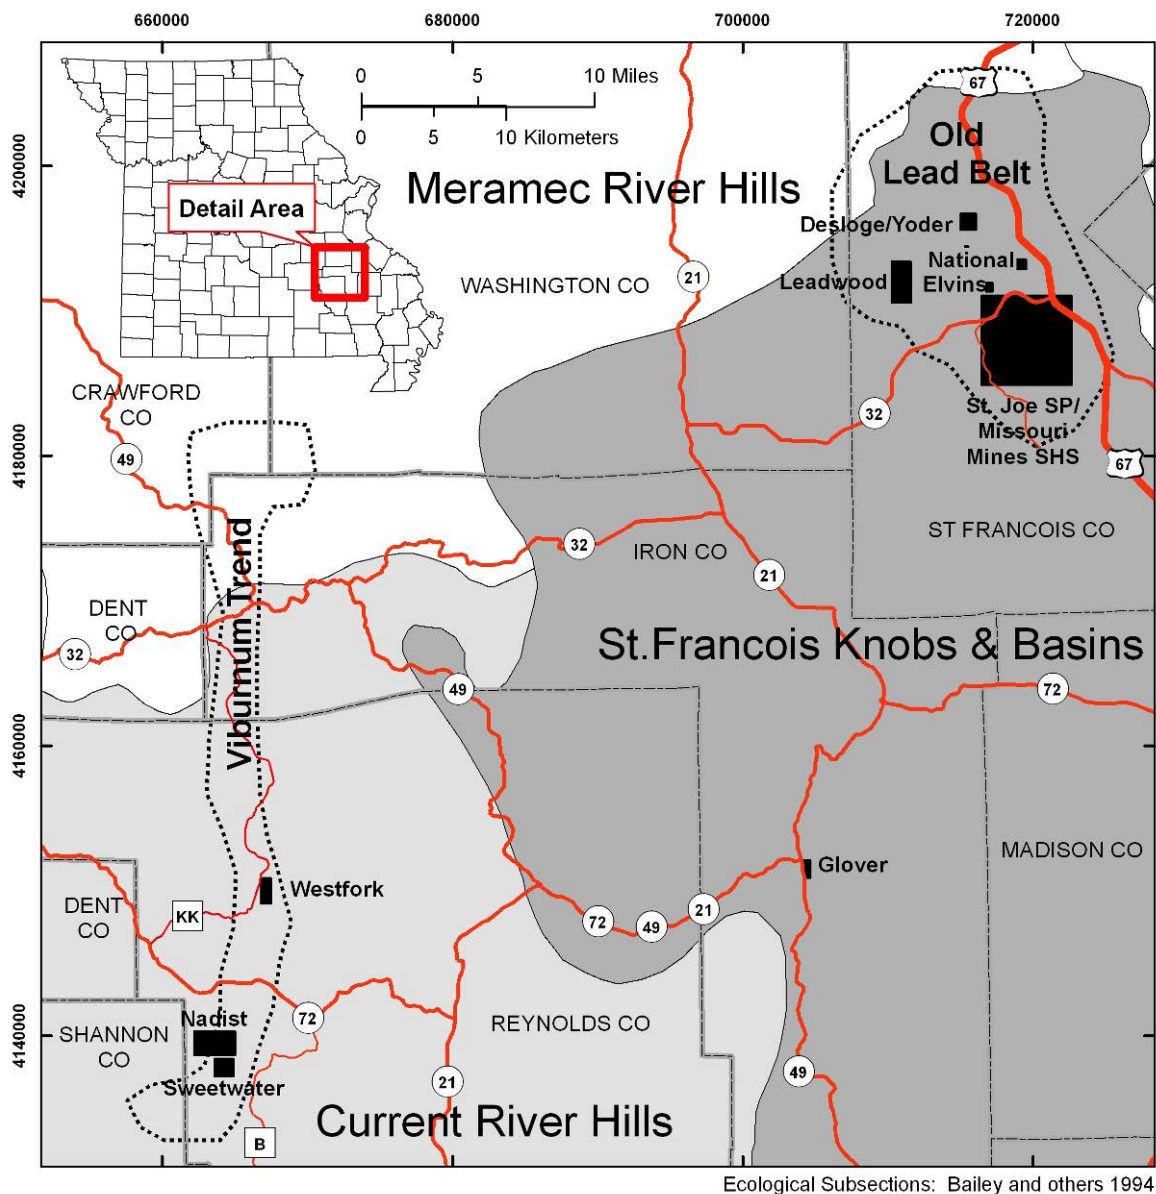 660000
680000
700000
720000
0
5
10 Miles
0
5
10 Kilometers
67
Old
Lead Belt
4200000
Meramec River Hills
Detail Area
Desloge/Yoder
National
Leadwood
Elvins
WASHINGTON CO
21
CRAWFORD
CO
32
St. Joe SP/
Missouri
Mines SHS
49
4180000
67
ST FRANCOIS CO
32
IRON CO
Viburnum Trend
21
DENT
CO
32
St.Francois Knobs & Basins
49
72
4160000
MADISON CO
Glover
Westfork
DENT
CO
KK
72
49
21
Nadist
72
REYNOLDS CO
SHANNON
CO
4140000
Sweetwater
21
49
Current River Hills
B
Ecological Subsections: Bailey and others 1994